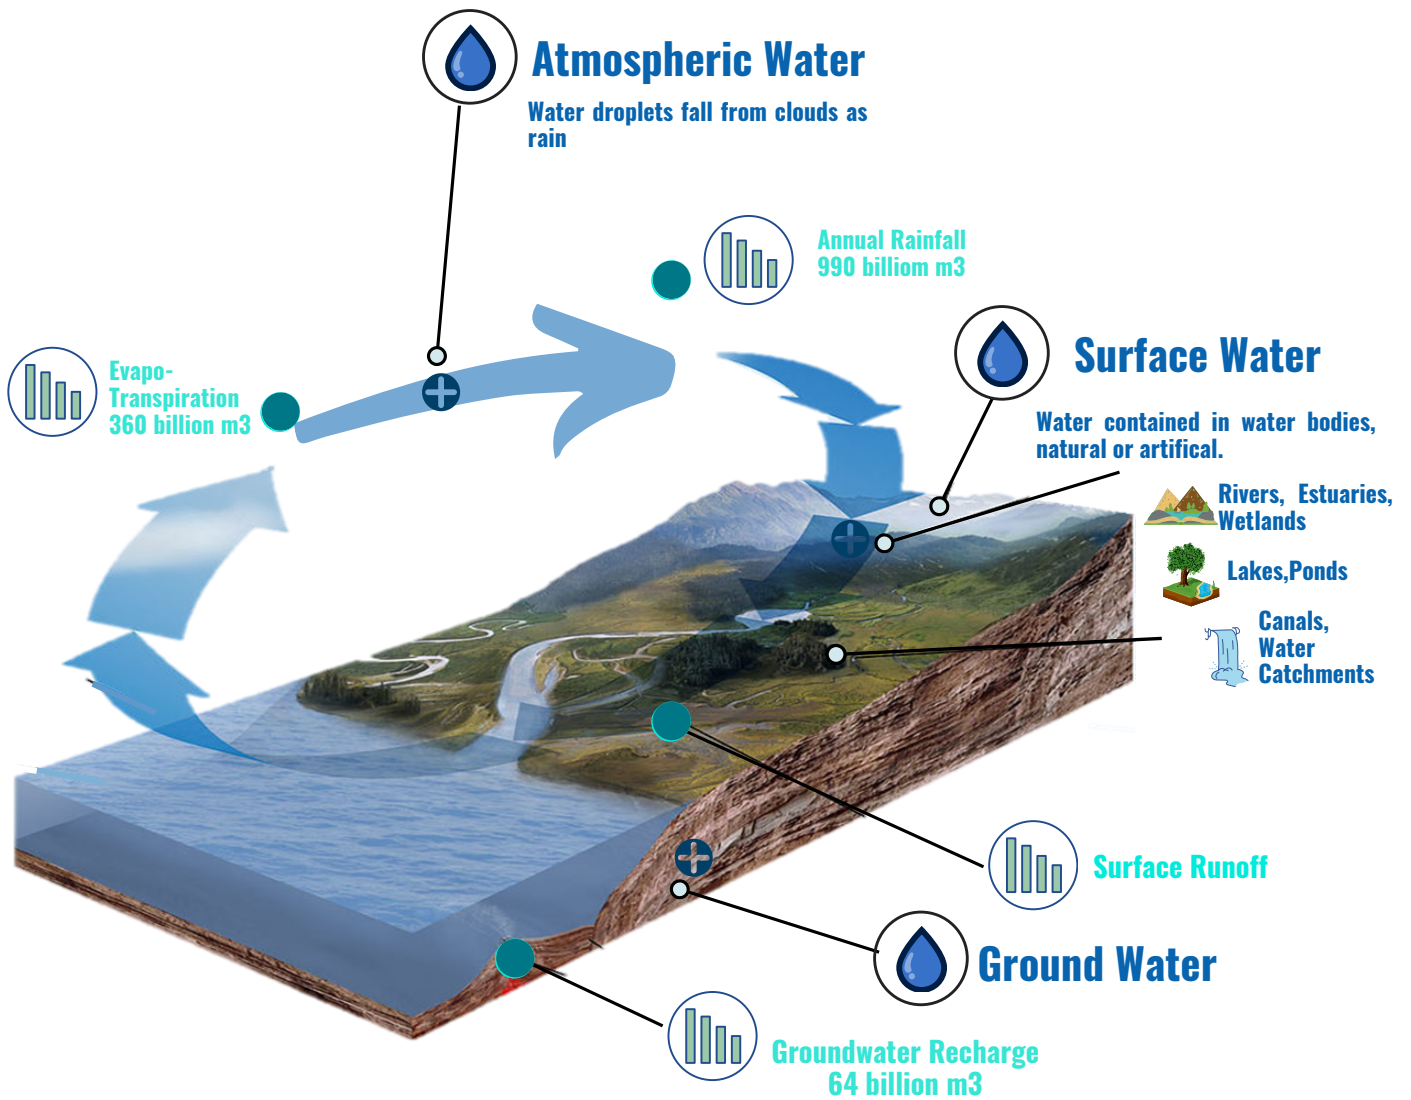 Atmospheric Water
Water droplets fall from clouds as
rain
Annual Rainfall
990 billiom m3
Evapo-
Transpiration
360 billion m3
Surface Water
Water contained in water bodies,
natural or artifical.
Rivers, Estuaries,
Wetlands
Lakes,Ponds
Canals,
Water
Catchments
Surface Runoff
Ground Water
Groundwater Recharge
64 billion m3